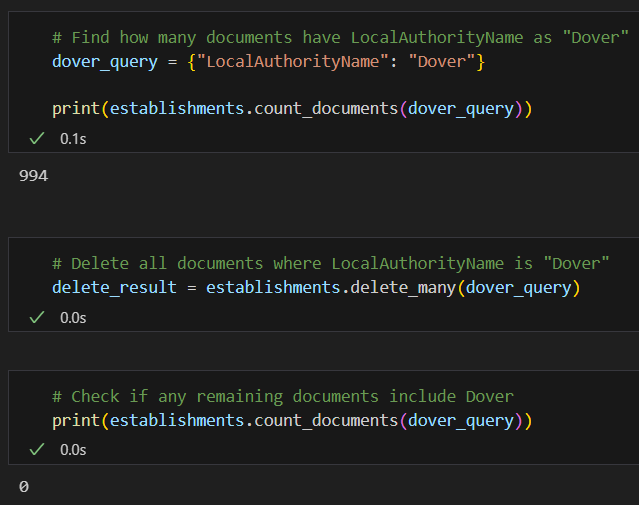 # Find how many documents have LocalAuthorityName as "Dover"
dover_query = {"LocalAuthorityName": "Dover"}
print(establishments.count_documents(dover_query))
0.1s
994
# Delete all documents where LocalAuthorityName is "Dover"
delete_result = establishments.delete_many(dover_query)
0.0s
# Check if any remaining documents include Dover
print(establishments.count_documents(dover_query))
0.0s
0